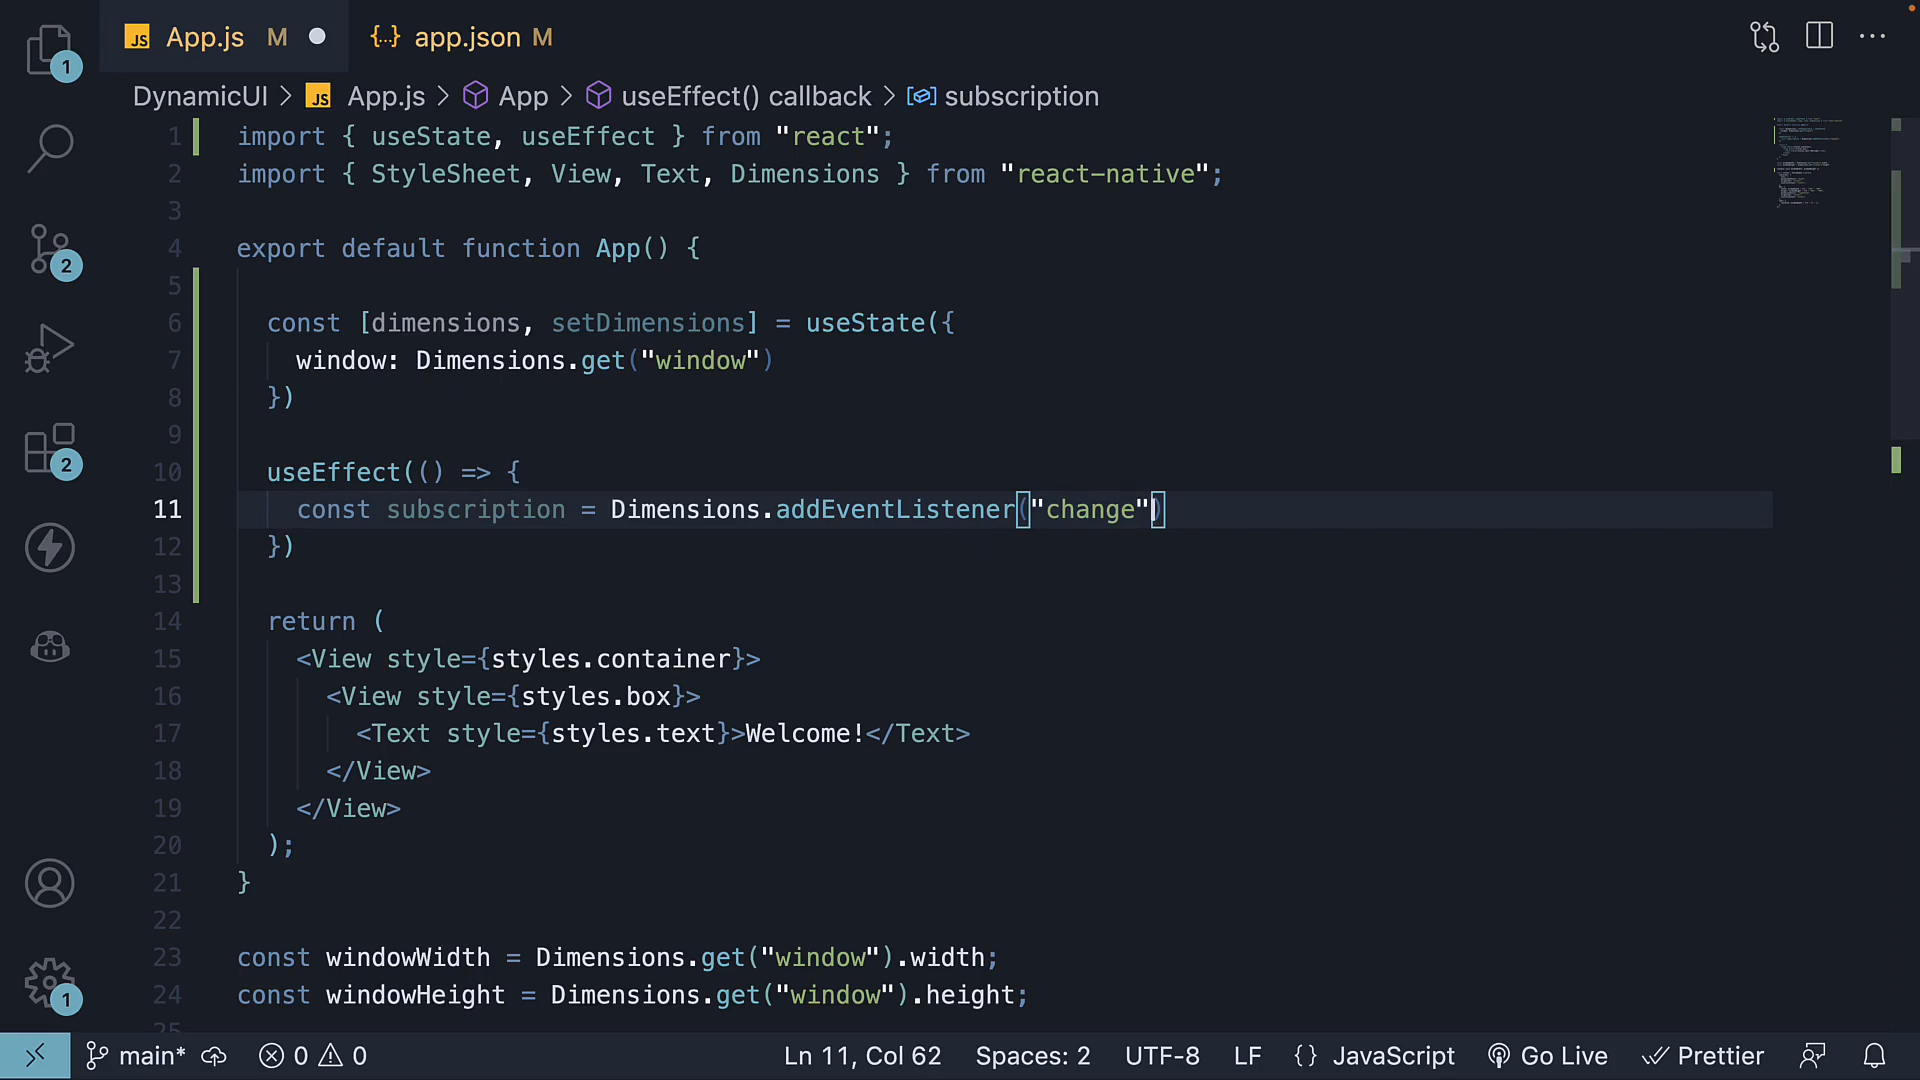 JS App.js M {..} app.json M
DynamicUI > JS App.js > App > useEffect() callback > subscription
1 import { useState, useEffect } from "react";
2 import { StyleSheet, View, Text, Dimensions } from "react-native";
3
4 export default function App() {
5
6 const [dimensions, setDimensions] = useState({
7 window: Dimensions.get("window")
8 })
9
10 useEffect(() => {
11 const subscription = Dimensions.addEventListener("change")
12 })
13
14 return (
15 <View style={styles.container}>
16 <View style={styles.box}>
17 <Text style={styles.text}>Welcome!</Text>
18 </View>
19 </View>
20 );
21 }
22
23 const windowWidth = Dimensions.get("window").width;
24 const windowHeight = Dimensions.get("window").height;
25
1
2
2
1
main* 0 0 Ln 11, Col 62 Spaces: 2 UTF-8 LF {} JavaScript Go Live Prettier